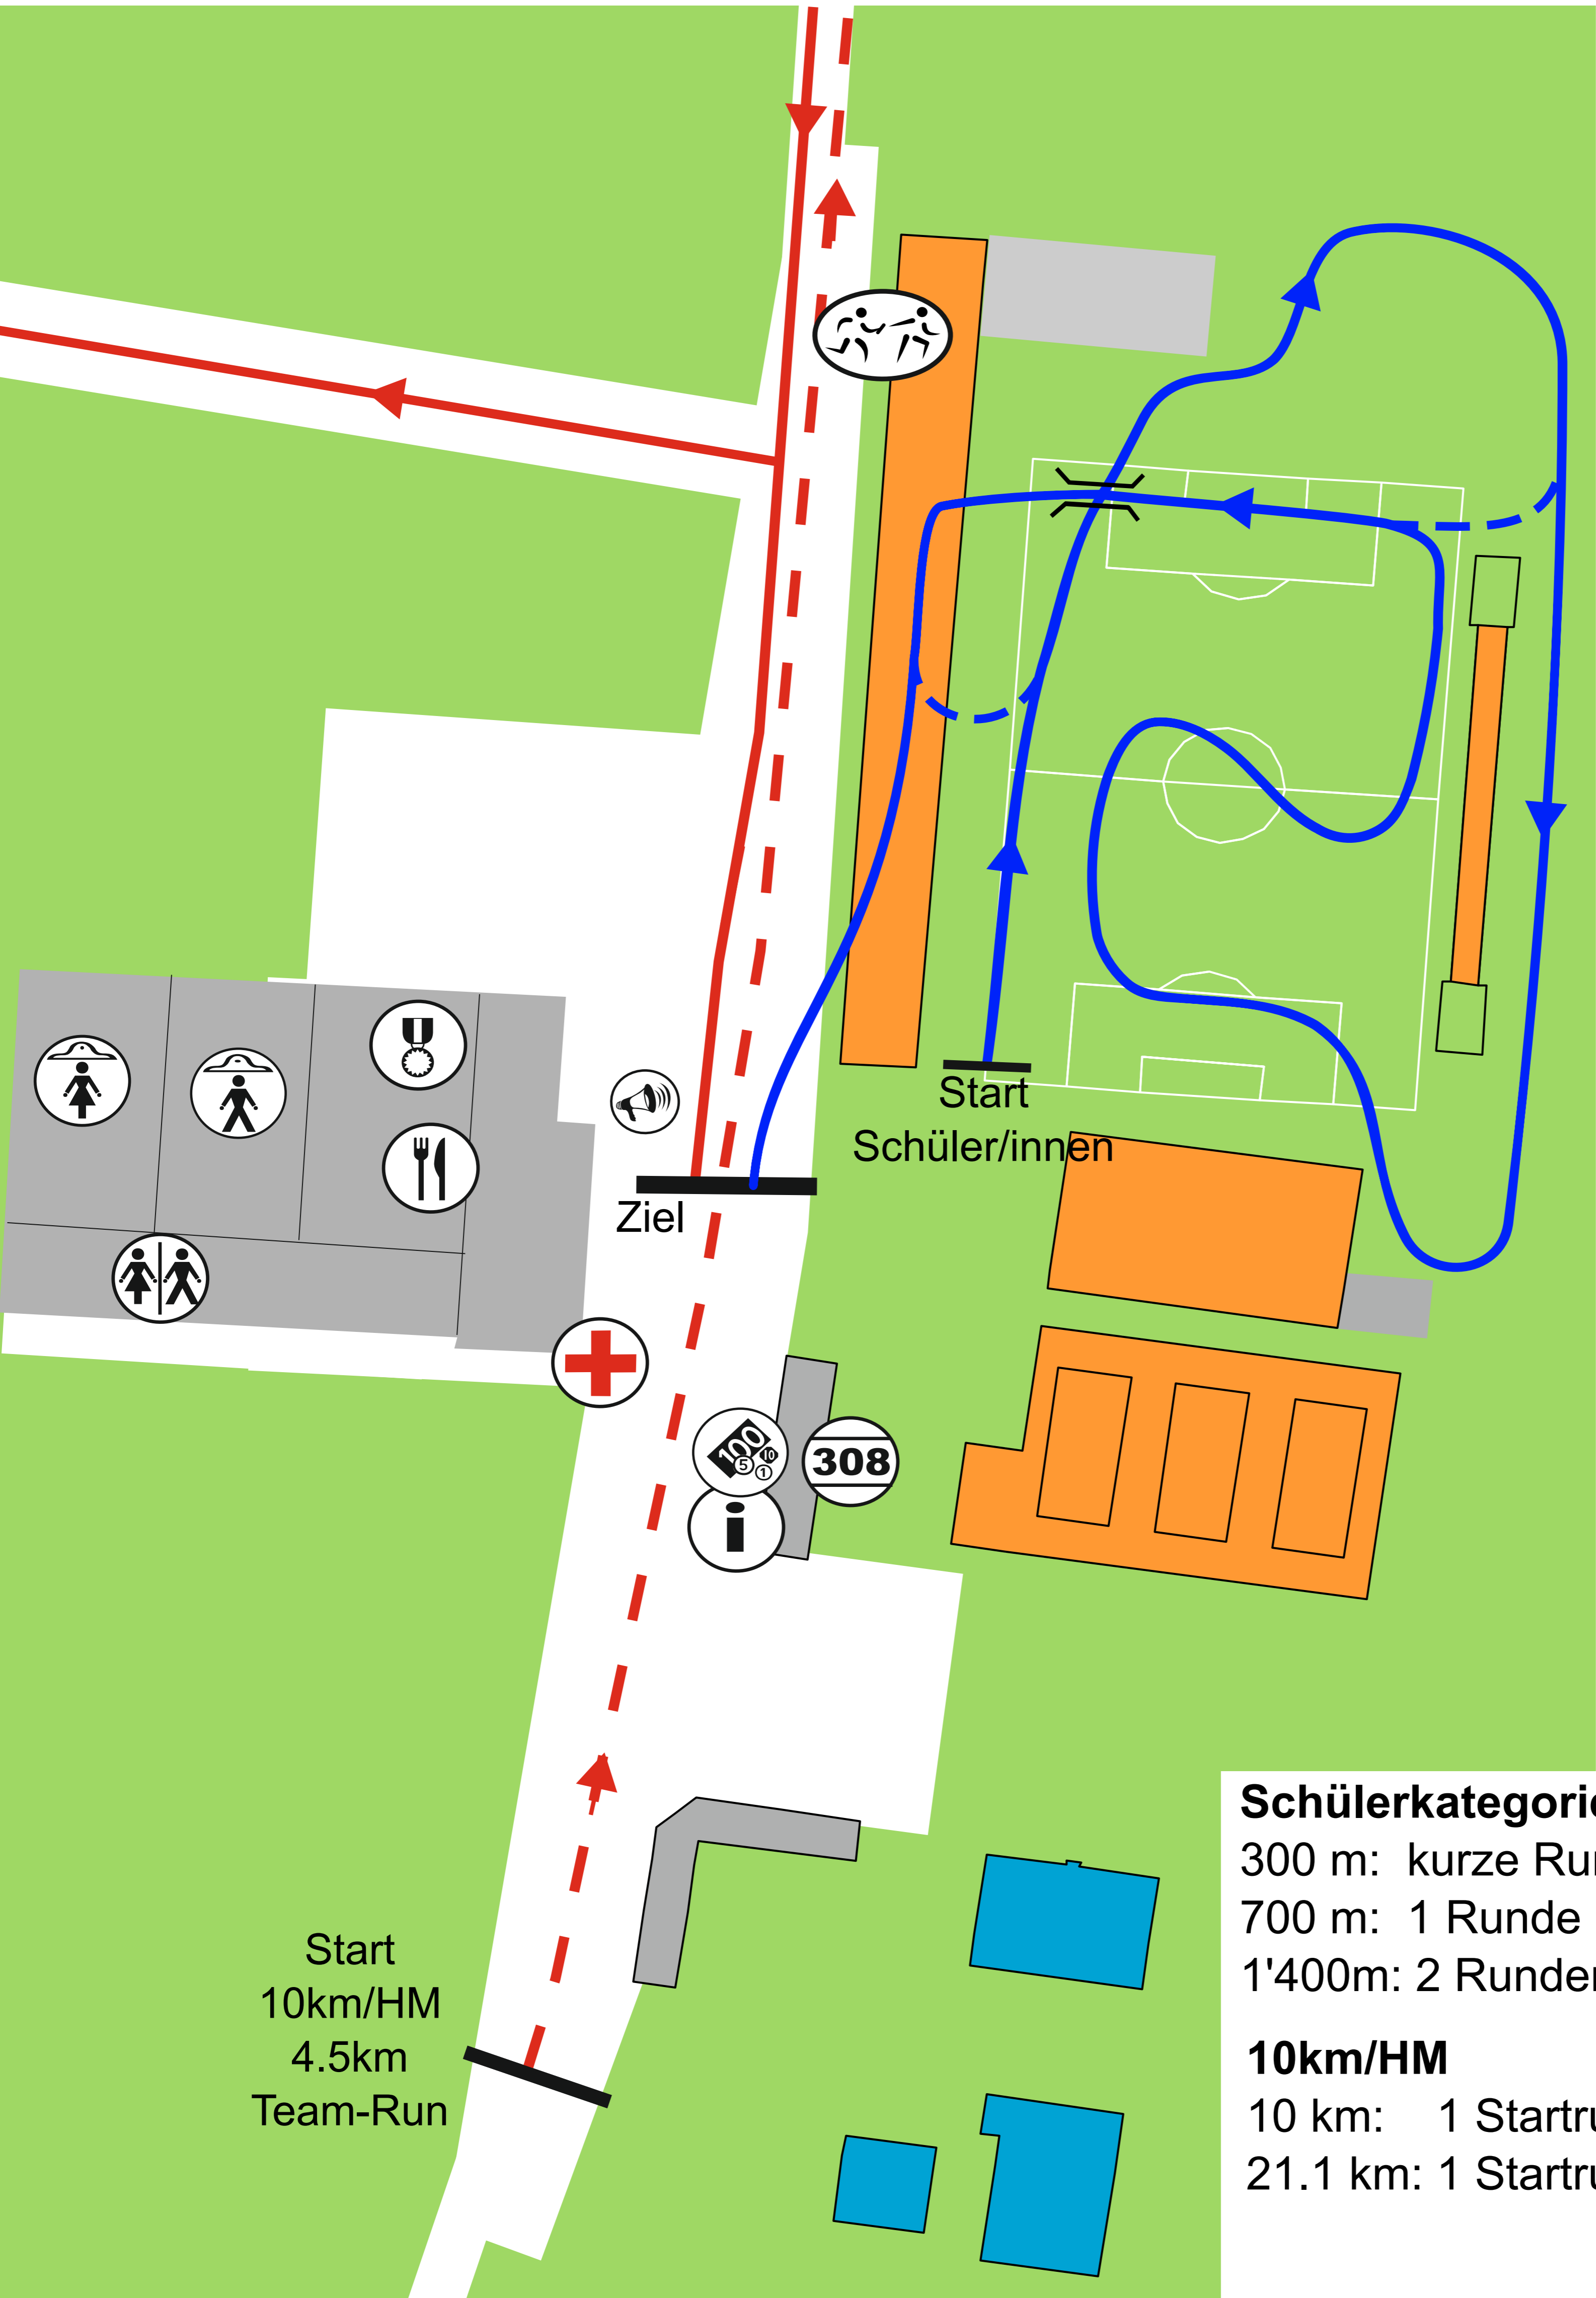 Start
Schüler/innen
Ziel
100
10
5
1
308
i
Start
10km/HM
4.5km
Team-Run
300 m: kurze
700 m: 1 Runde
1'400m: 2
10km/HM
10 km: 1
21.1 km: 1